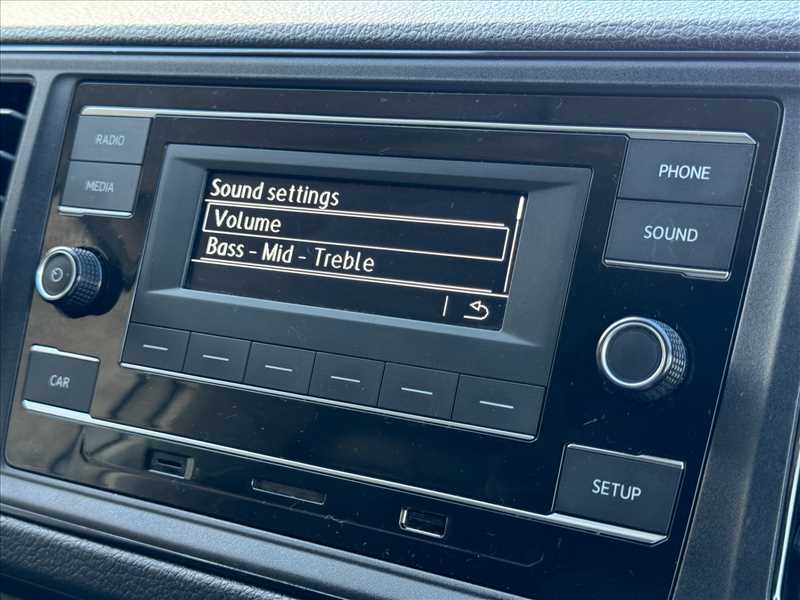 RADIO
MEDIA
Sound settings
Volume
Bass - Mid - Treble
PHONE
SOUND
CAR
SETUP